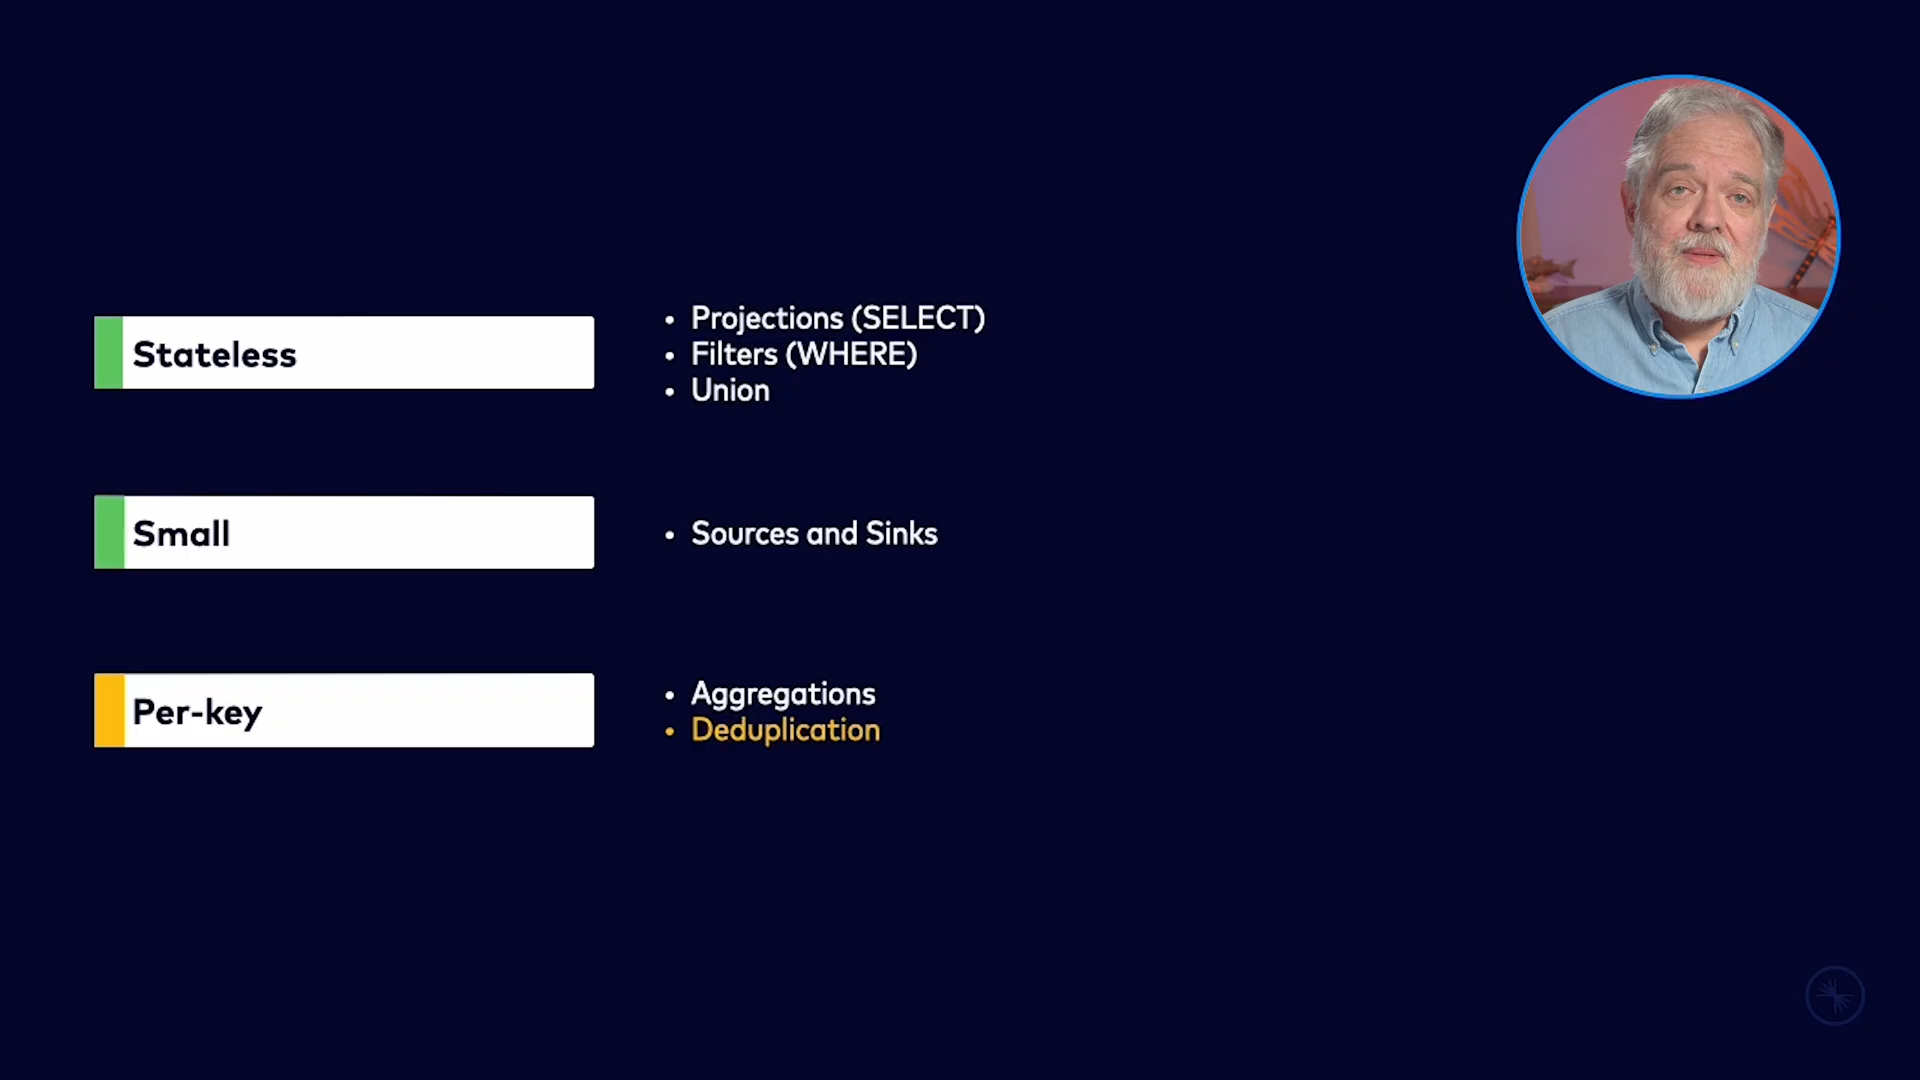 Stateless
• Projections (SELECT)
• Filters (WHERE)
• Union
Small
• Sources and Sinks
Per-key
• Aggregations
• Deduplication